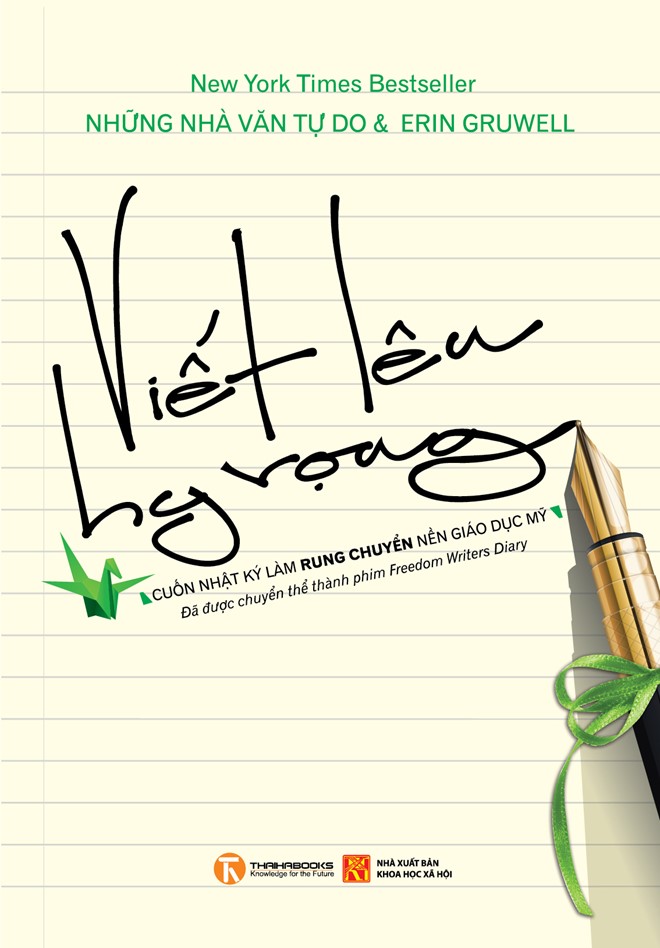 New York Times Bestseller
NHỮNG NHÀ VĂN TỰ DO & ERIN GRUWELL
Viết lên
hy vọng
CUỐN NHẬT KÝ LÀM RUNG CHUYỂN NỀN GIÁO DỤC MỸ
Đã được chuyển thể thành phim Freedom Writers Diary
THAIHABOOKS
Knowledge for the Future
NHÀ XUẤT BẢN
KHOA HỌC XÃ HỘI